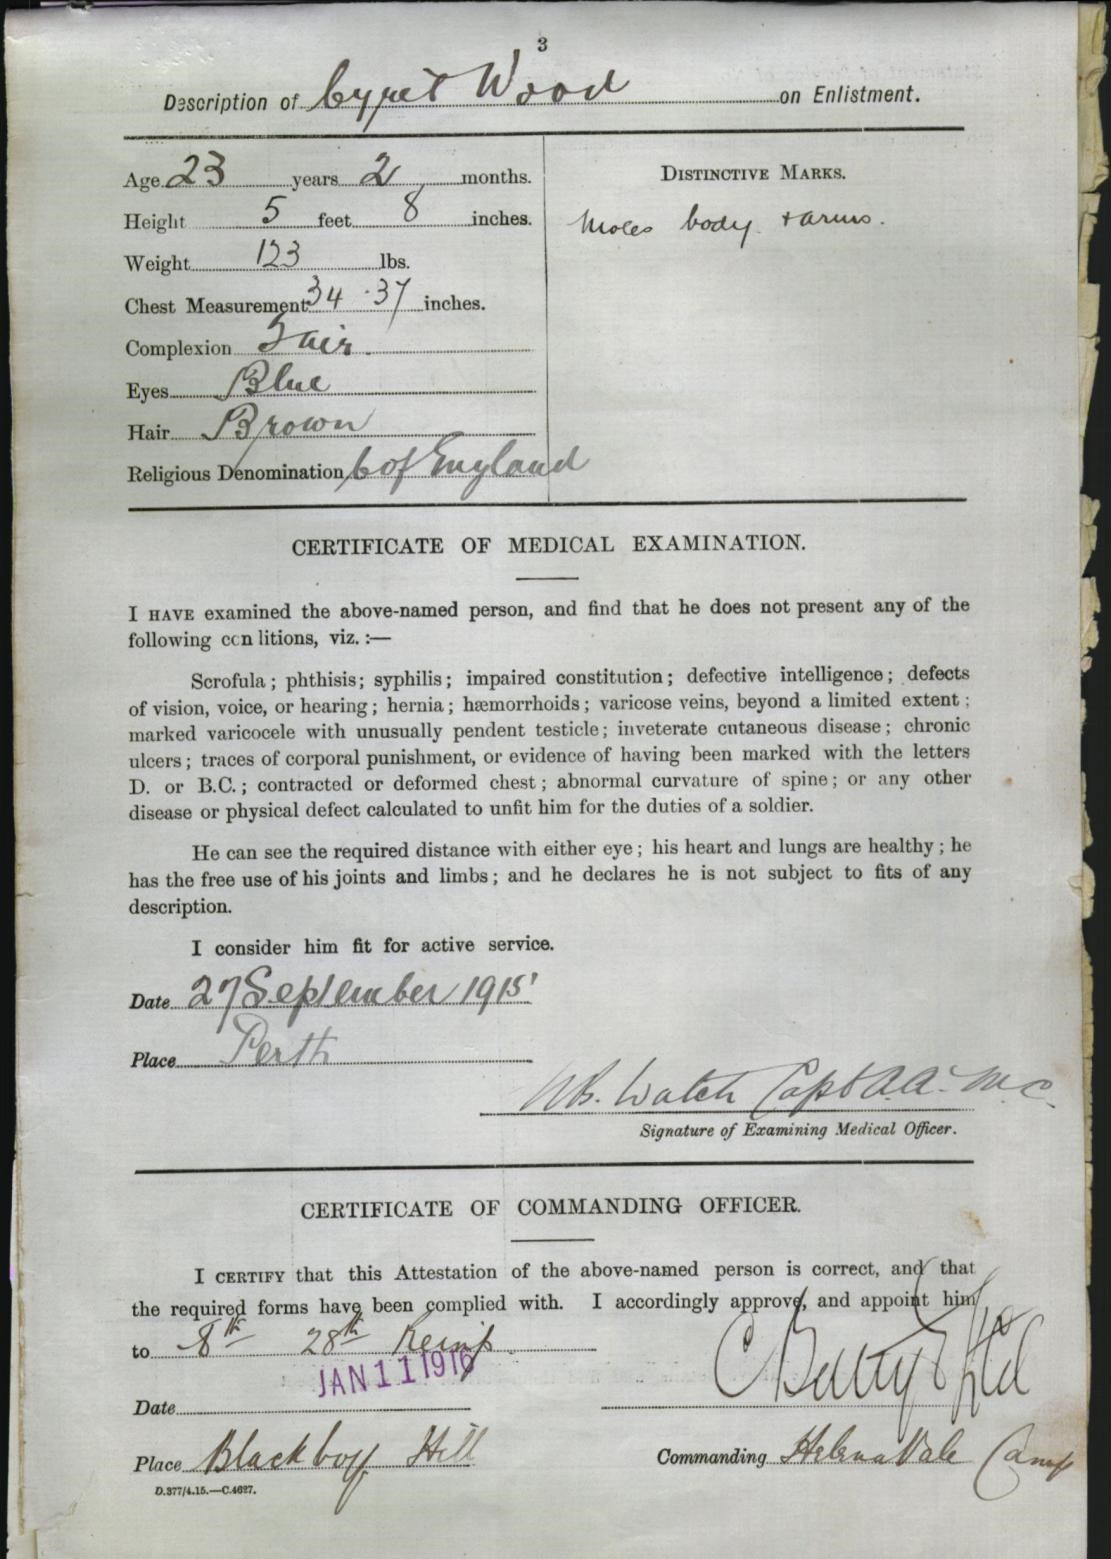 3
Description of Cyril Wood on Enlistment.
Age 23 years 2 months.
Height 5 feet 8 inches.
Weight 123 lbs.
Chest Measurement 34 - 37 inches.
Complexion Fair.
Eyes Blue
Hair Brown
Religious Denomination C of England
DISTINCTIVE MARKS.
Moles body + arms.
CERTIFICATE OF MEDICAL EXAMINATION.
I HAVE examined the above-named person, and find that he does not present any of the
following con litions, viz. :—
Scrofula ; phthisis ; syphilis ; impaired constitution ; defective intelligence ; defects
of vision, voice, or hearing ; hernia ; hæmorrhoids ; varicose veins, beyond a limited extent ;
marked varicocele with unusually pendent testicle ; inveterate cutaneous disease ; chronic
ulcers ; traces of corporal punishment, or evidence of having been marked with the letters
D. or B.C. ; contracted or deformed chest ; abnormal curvature of spine ; or any other
disease or physical defect calculated to unfit him for the duties of a soldier.
He can see the required distance with either eye ; his heart and lungs are healthy ; he
has the free use of his joints and limbs ; and he declares he is not subject to fits of any
description.
I consider him fit for active service.
Date 27 September 1915
Place Perth
Capt A.A.M.C.
Signature of Examining Medical Officer.
CERTIFICATE OF COMMANDING OFFICER.
I CERTIFY that this Attestation of the above-named person is correct, and that
the required forms have been complied with. I accordingly approve, and appoint him
to 8th 28th Reinfs.
JAN 11 1916
Date
Place Blackboy Hill
Commanding Helena Vale Camp
D.377/4.15.—C.4627.